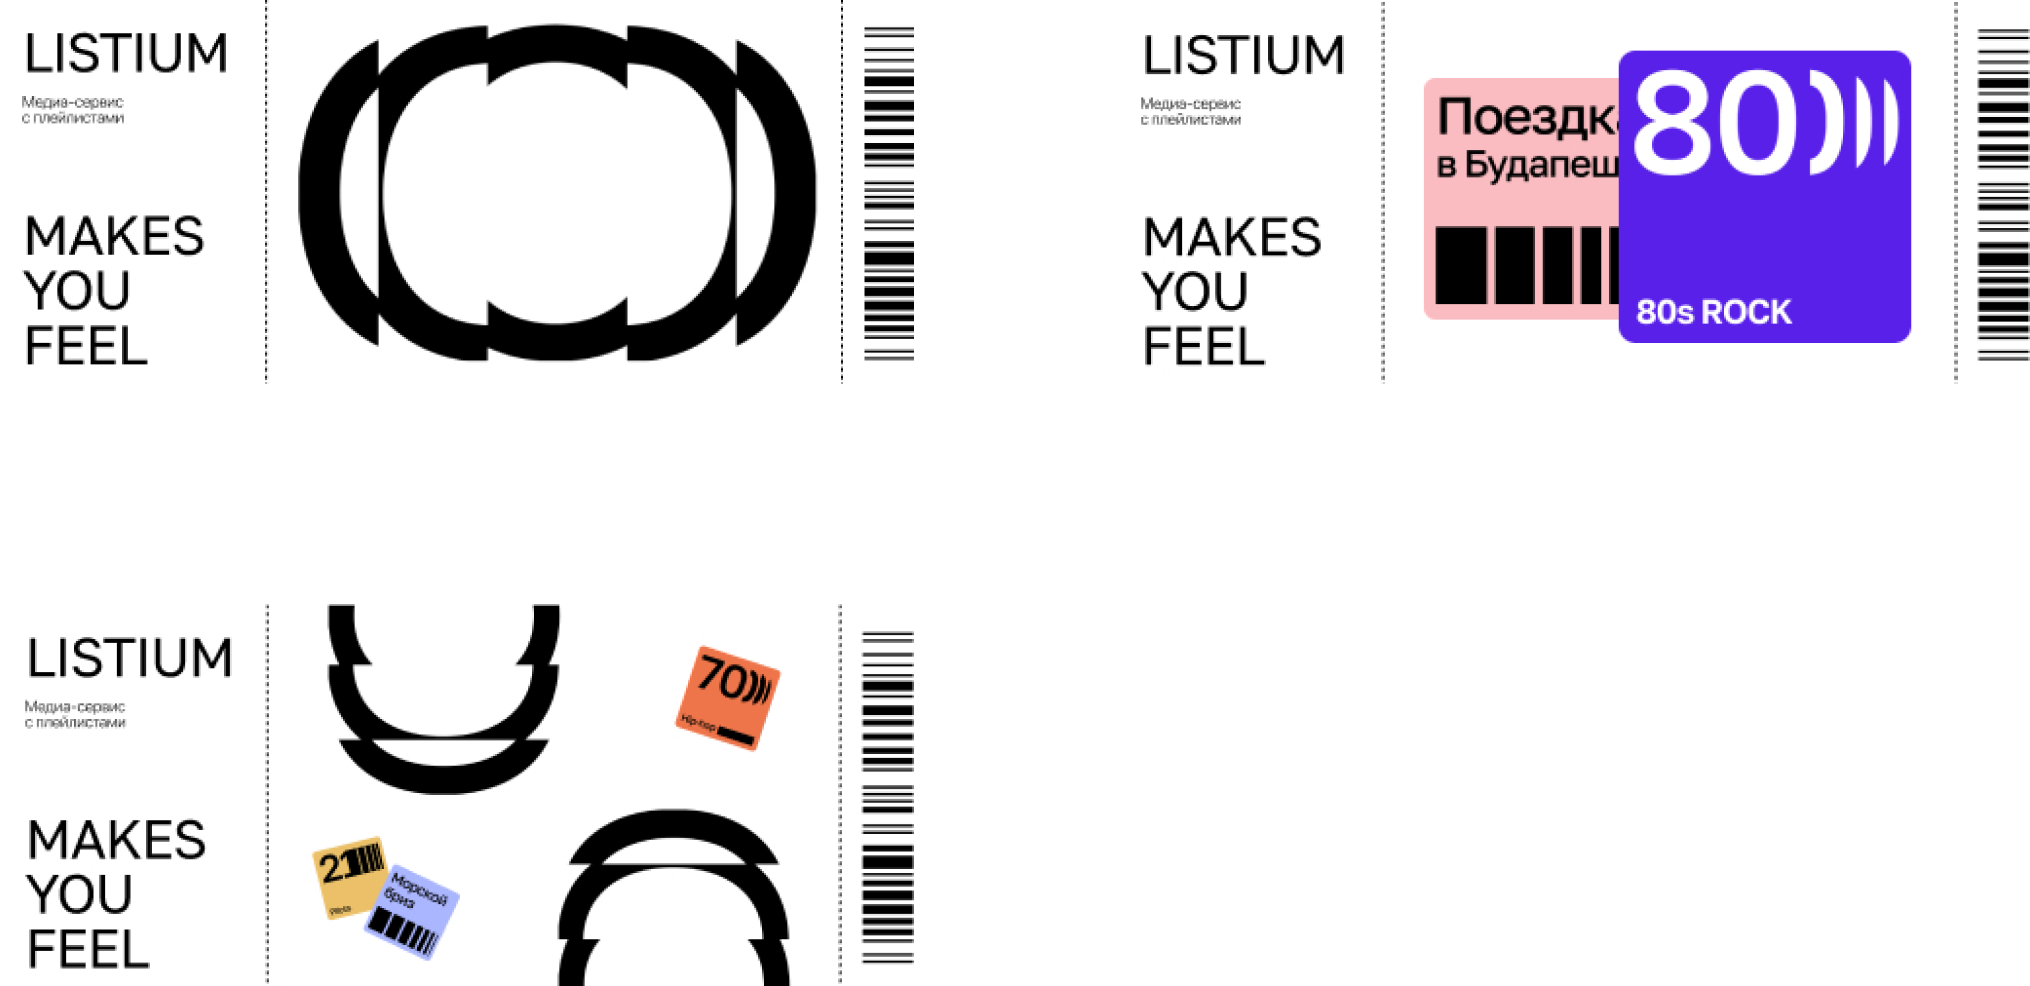 LISTIUM
Медиа-сервис
с плейлистами
MAKES
YOU
FEEL
LISTIUM
Медиа-сервис
с плейлистами
MAKES
YOU
FEEL
Поездк
в Будапеш
80
80s ROCK
LISTIUM
Медиа-сервис
с плейлистами
MAKES
YOU
FEEL
70
Hip-hop
21
Морской
бриз